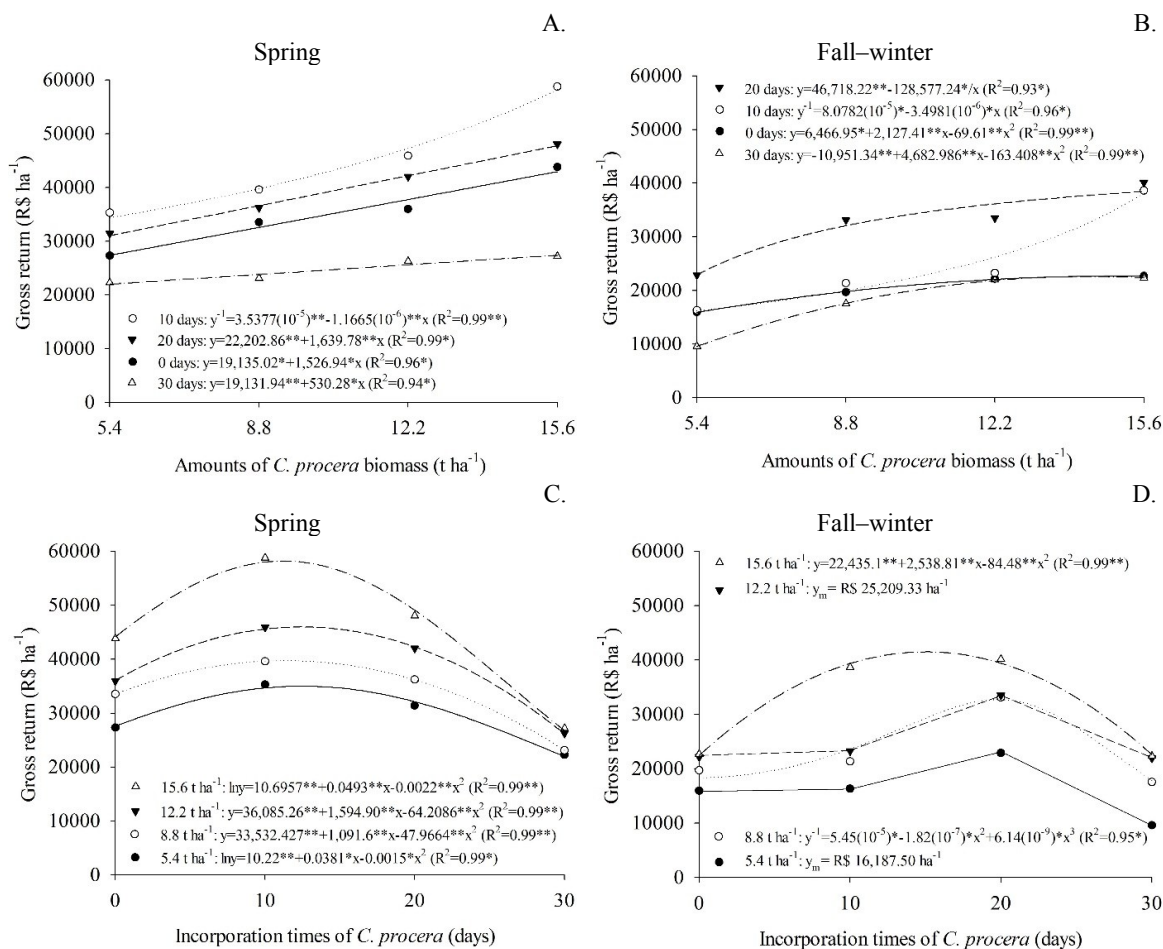 A.
Spring
Gross return (R$ ha⁻¹)
60000
50000
40000
30000
20000
10000
0
○ 10 days: y⁻¹=3.5377(10⁻⁵)**-1.1665(10⁻⁶)**x (R²=0.99**)
▼ 20 days: y=22,202.86**+1,639.78**x (R²=0.99*)
● 0 days: y=19,135.02*+1,526.94*x (R²=0.96*)
△ 30 days: y=19,131.94**+530.28*x (R²=0.94*)
5.4 8.8 12.2 15.6
Amounts of C. procera biomass (t ha⁻¹)
B.
Fall–winter
Gross return (R$ ha⁻¹)
60000
50000
40000
30000
20000
10000
0
▼ 20 days: y=46,718.22**-128,577.24*/x (R²=0.93*)
○ 10 days: y⁻¹=8.0782(10⁻⁵)*-3.4981(10⁻⁶)*x (R²=0.96*)
● 0 days: y=6,466.95*+2,127.41**x-69.61**x² (R²=0.99**)
△ 30 days: y=-10,951.34**+4,682.986**x-163.408**x² (R²=0.99**)
5.4 8.8 12.2 15.6
Amounts of C. procera biomass (t ha⁻¹)
C.
Spring
Gross return (R$ ha⁻¹)
60000
50000
40000
30000
20000
10000
0
△ 15.6 t ha⁻¹: lny=10.6957**+0.0493**x-0.0022**x² (R²=0.99**)
▼ 12.2 t ha⁻¹: y=36,085.26**+1,594.90**x-64.2086**x² (R²=0.99**)
○ 8.8 t ha⁻¹: y=33,532.427**+1,091.6**x-47.9664**x² (R²=0.99**)
● 5.4 t ha⁻¹: lny=10.22**+0.0381*x-0.0015*x² (R²=0.99*)
0 10 20 30
Incorporation times of C. procera (days)
D.
Fall–winter
Gross return (R$ ha⁻¹)
60000
50000
40000
30000
20000
10000
0
△ 15.6 t ha⁻¹: y=22,435.1**+2,538.81**x-84.48**x² (R²=0.99**)
▼ 12.2 t ha⁻¹: yₘ= R$ 25,209.33 ha⁻¹
○ 8.8 t ha⁻¹: y⁻¹=5.45(10⁻⁵)*-1.82(10⁻⁷)*x²+6.14(10⁻⁹)*x³ (R²=0.95*)
● 5.4 t ha⁻¹: yₘ= R$ 16,187.50 ha⁻¹
0 10 20 30
Incorporation times of C. procera (days)